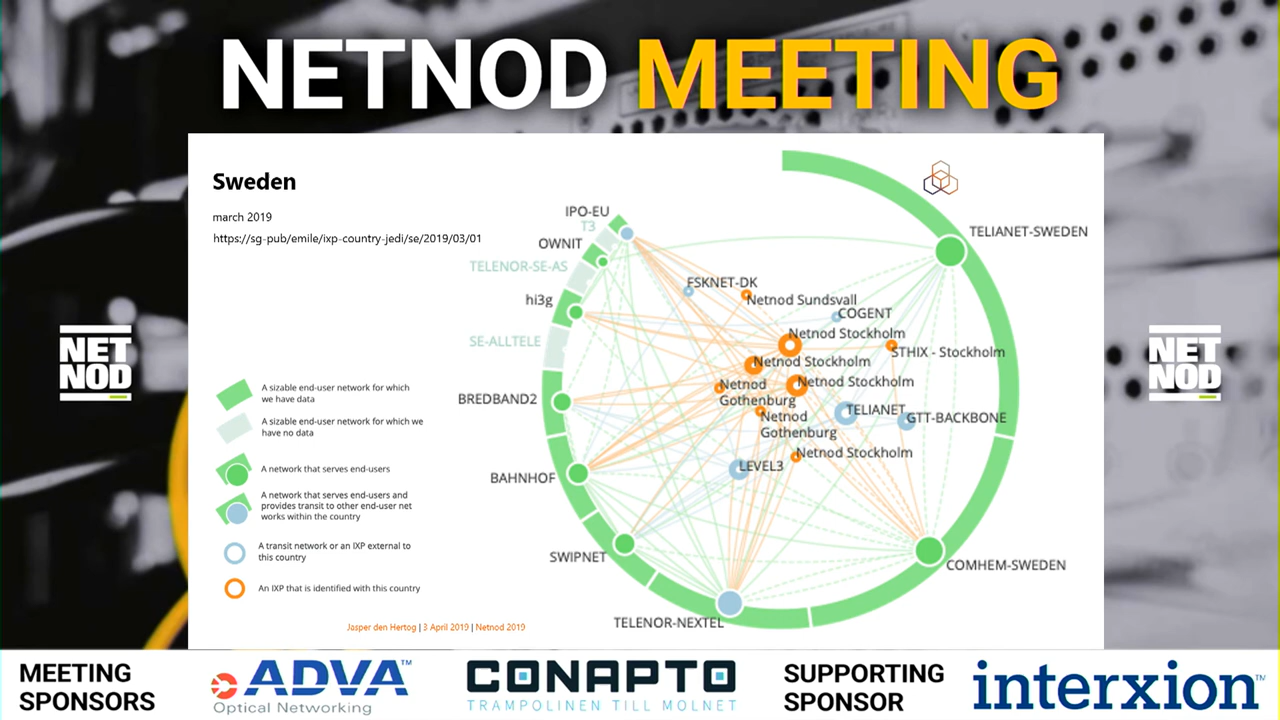 NETNOD MEETING
Sweden
march 2019
https://sg-pub/emile/ixp-country-jedi/se/2019/03/01
IPO-EU
T3
OWNIT
TELENOR-SE-AS
hi3g
SE-ALLTELE
BREDBAND2
BAHNHOF
SWIPNET
TELENOR-NEXTEL
TELIANET-SWEDEN
COMHEM-SWEDEN
FSKNET-DK
Netnod Sundsvall
COGENT
Netnod Stockholm
STHIX - Stockholm
Netnod Stockholm
Netnod Stockholm
Netnod
Gothenburg
TELIANET
GTT-BACKBONE
Netnod
Gothenburg
Netnod Stockholm
LEVEL3
A sizable end-user network for which
we have data
A sizable end-user network for which we
have no data
A network that serves end-users
A network that serves end-users and
provides transit to other end-user net
works within the country
A transit network or an IXP external to
this country
An IXP that is identified with this country
Jasper den Hertog | 3 April 2019 | Netnod 2019
NET
NOD
NET
NOD
MEETING
SPONSORS
ADVA™
Optical Networking
CONAPTO
TRAMPOLINEN TILL MOLNET
SUPPORTING
SPONSOR
interxion™